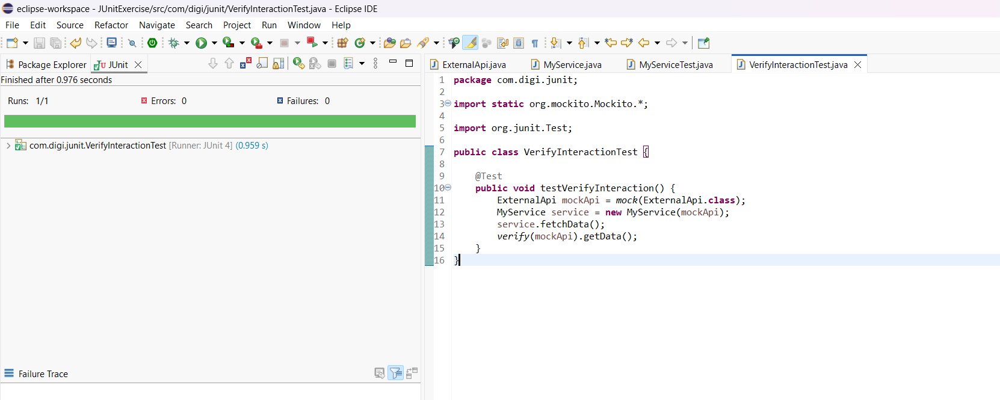 eclipse-workspace - JUnitExercise/src/com/digi/junit/VerifyInteractionTest.java - Eclipse IDE
File Edit Source Refactor Navigate Search Project Run Window Help
Package Explorer JUnit
Finished after 0.976 seconds
Runs: 1/1 Errors: 0 Failures: 0
com.digi.junit.VerifyInteractionTest [Runner: JUnit 4] (0.959 s)
Failure Trace
ExternalApi.java MyService.java MyServiceTest.java VerifyInteractionTest.java
1 package com.digi.junit;
2
3 import static org.mockito.Mockito.*;
4
5 import org.junit.Test;
6
7 public class VerifyInteractionTest {
8
9 @Test
10 public void testVerifyInteraction() {
11 ExternalApi mockApi = mock(ExternalApi.class);
12 MyService service = new MyService(mockApi);
13 service.fetchData();
14 verify(mockApi).getData();
15 }
16 }